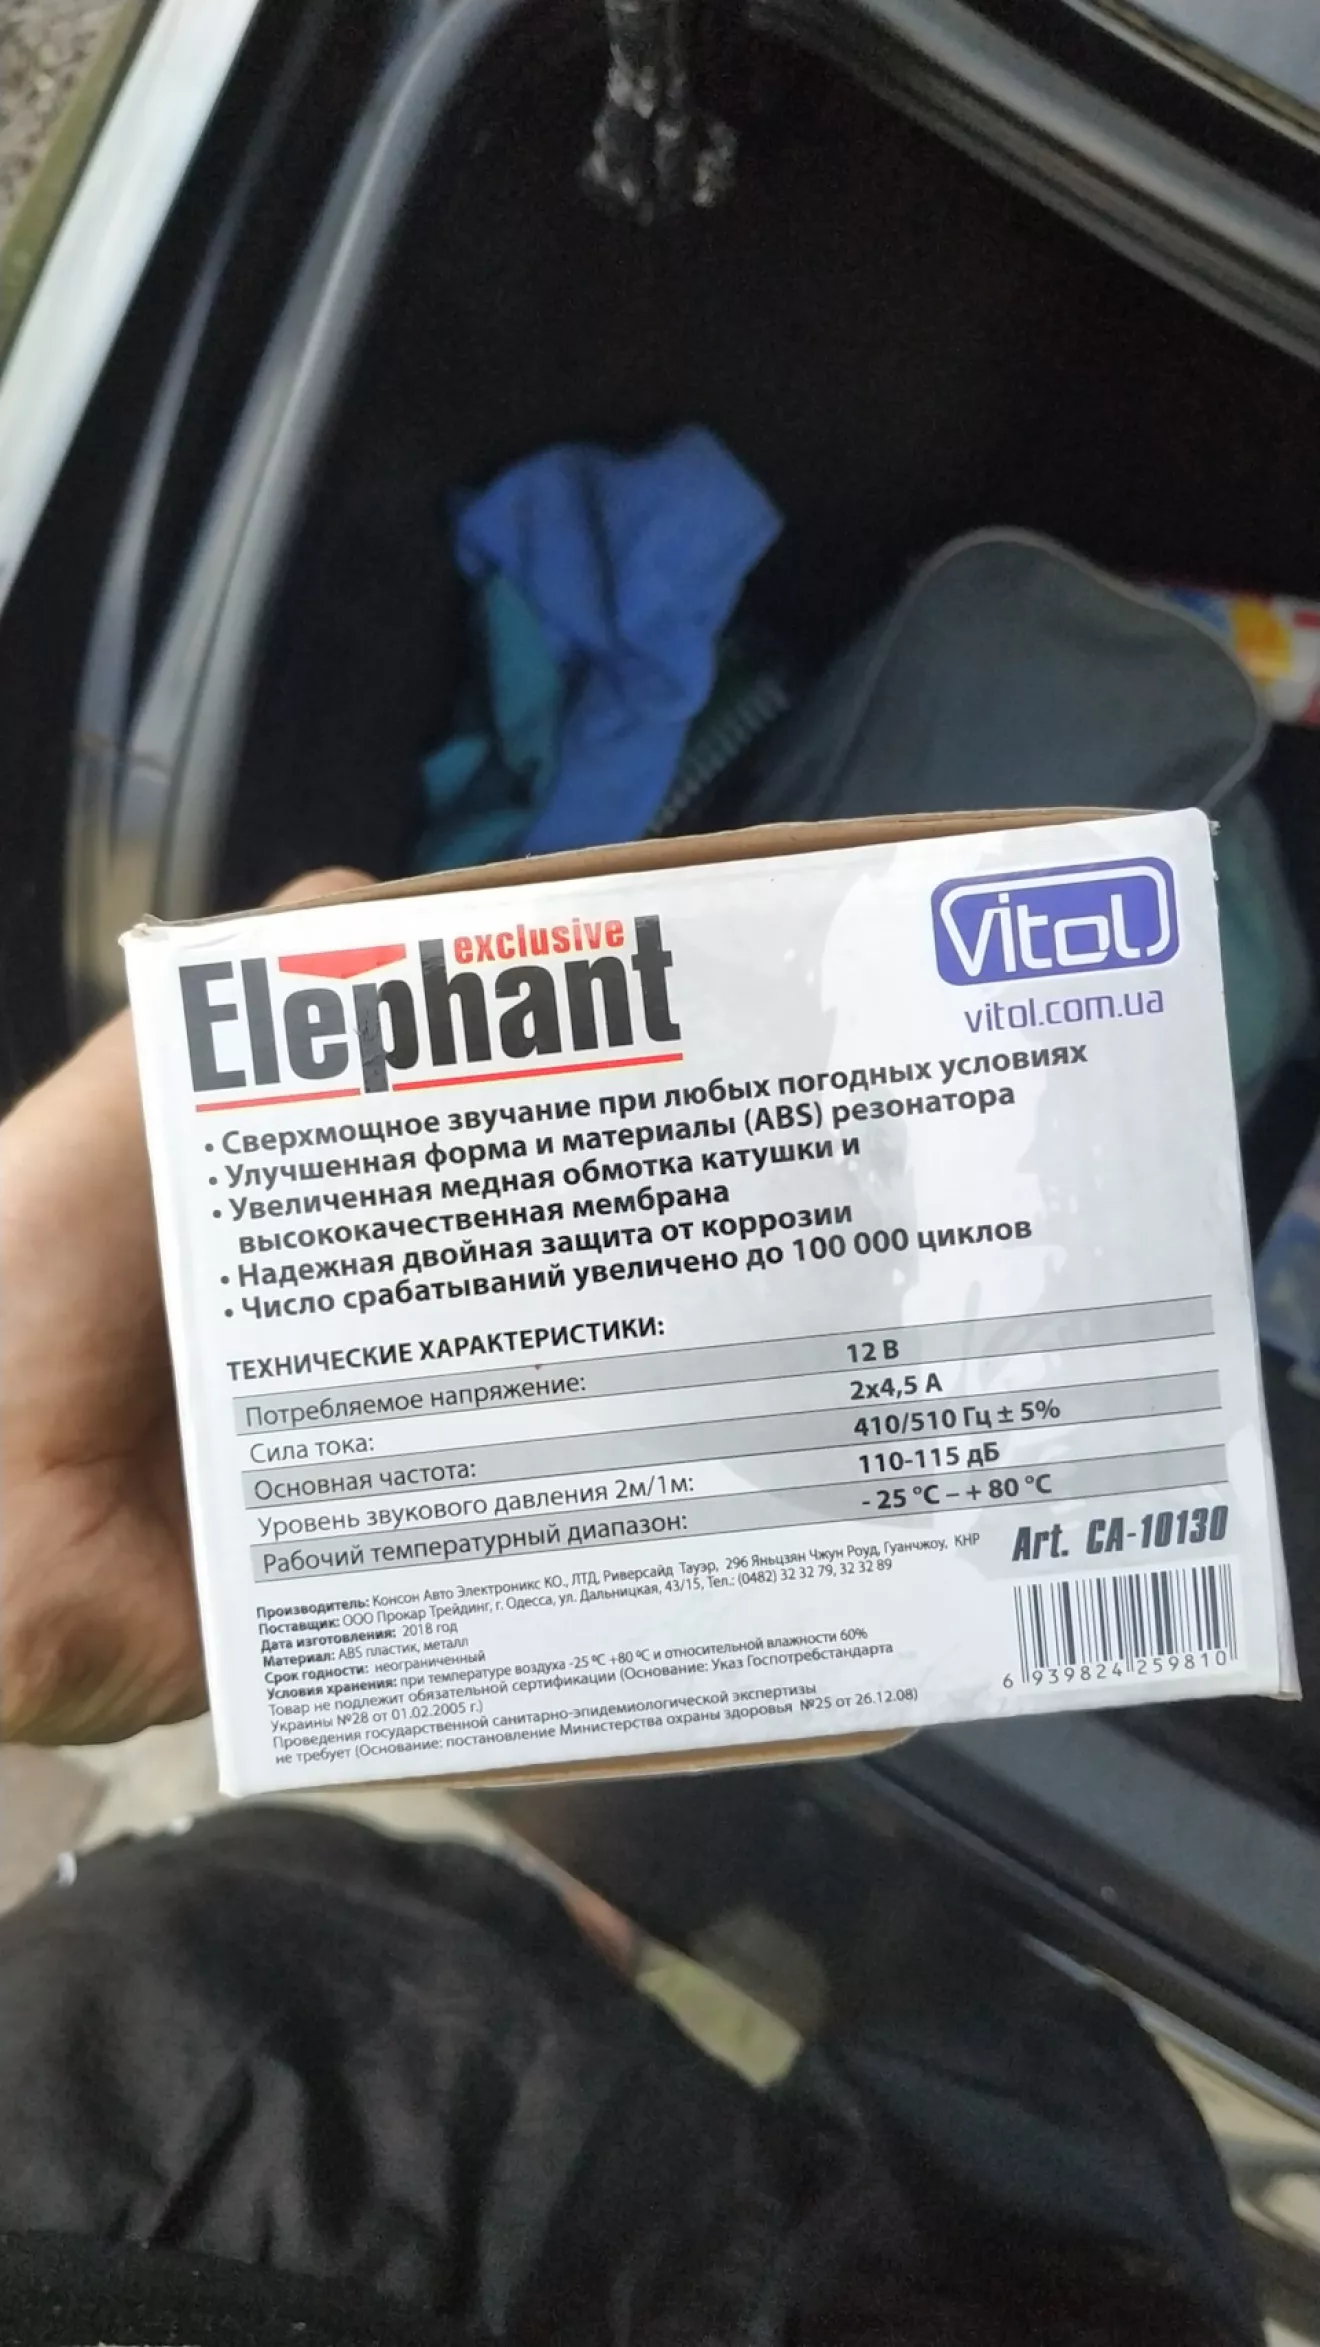 exclusive
Elephant
Vitol
vitol.com.ua
• Сверхмощное звучание при любых погодных условиях
• Улучшенная форма и материалы (ABS) резонатора
• Увеличенная медная обмотка катушки и
высококачественная мембрана
• Надежная двойная защита от коррозии
• Число срабатываний увеличено до 100 000 циклов
ТЕХНИЧЕСКИЕ ХАРАКТЕРИСТИКИ:
Потребляемое напряжение: 12 В
Сила тока: 2х4,5 А
Основная частота: 410/510 Гц ± 5%
Уровень звукового давления 2м/1м: 110-115 дБ
Рабочий температурный диапазон: - 25 °C – + 80 °C
Производитель: Консон Авто Электроникс КО., ЛТД, Риверсайд Тауэр, 296 Яньцзян Чжун Роуд, Гуанчжоу, КНР
Поставщик: ООО Прокар Трейдинг, г. Одесса, ул. Дальницкая, 43/15, Тел.: (0482) 32 32 79, 32 32 89
Дата изготовления: 2018 год
Материал: ABS пластик, металл
Срок годности: неограниченный
Условия хранения: при температуре воздуха -25 ºC +80 ºC и относительной влажности 60%
Товар не подлежит обязательной сертификации (Основание: Указ Госпотребстандарта
Украины №28 от 01.02.2005 г.)
Проведения государственной санитарно-эпидемиологической экспертизы
не требует (Основание: постановление Министерства охраны здоровья №25 от 26.12.08)
Art. CA-10130
6 939824 259810